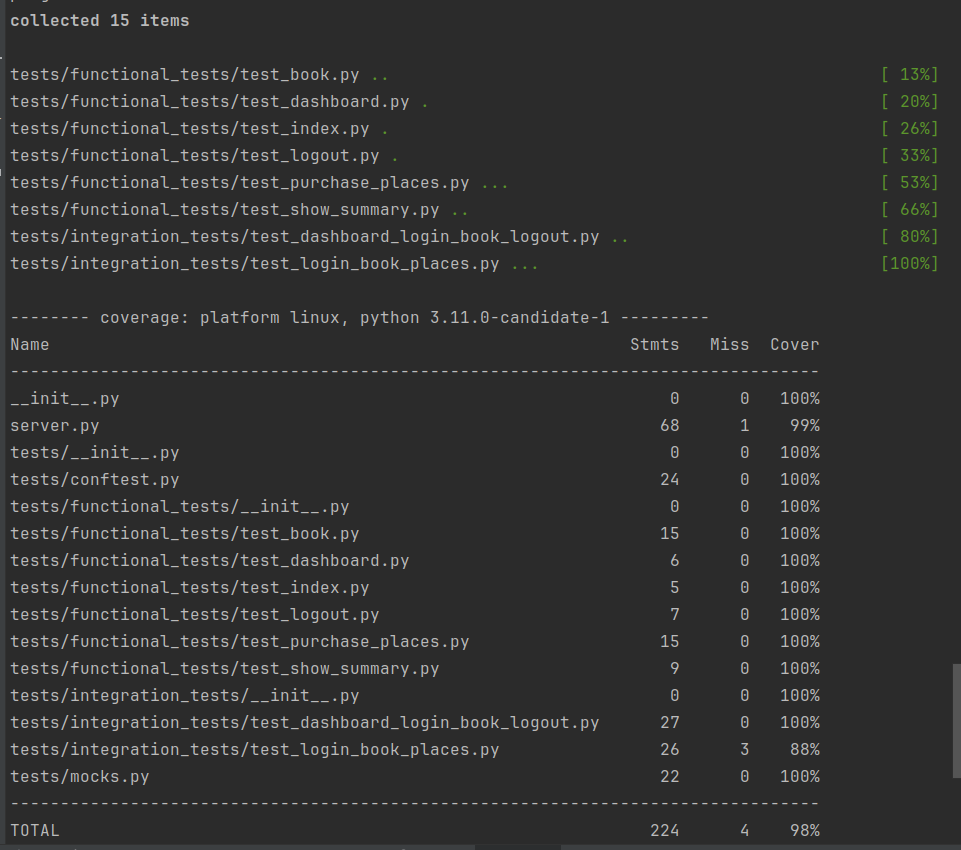 collected 15 items
tests/functional_tests/test_book.py .. [ 13%]
tests/functional_tests/test_dashboard.py . [ 20%]
tests/functional_tests/test_index.py . [ 26%]
tests/functional_tests/test_logout.py . [ 33%]
tests/functional_tests/test_purchase_places.py ... [ 53%]
tests/functional_tests/test_show_summary.py .. [ 66%]
tests/integration_tests/test_dashboard_login_book_logout.py .. [ 80%]
tests/integration_tests/test_login_book_places.py ... [100%]
-------- coverage: platform linux, python 3.11.0-candidate-1 ---------
Name Stmts Miss Cover
---------------------------------------------------------------------------------
__init__.py 0 0 100%
server.py 68 1 99%
tests/__init__.py 0 0 100%
tests/conftest.py 24 0 100%
tests/functional_tests/__init__.py 0 0 100%
tests/functional_tests/test_book.py 15 0 100%
tests/functional_tests/test_dashboard.py 6 0 100%
tests/functional_tests/test_index.py 5 0 100%
tests/functional_tests/test_logout.py 7 0 100%
tests/functional_tests/test_purchase_places.py 15 0 100%
tests/functional_tests/test_show_summary.py 9 0 100%
tests/integration_tests/__init__.py 0 0 100%
tests/integration_tests/test_dashboard_login_book_logout.py 27 0 100%
tests/integration_tests/test_login_book_places.py 26 3 88%
tests/mocks.py 22 0 100%
---------------------------------------------------------------------------------
TOTAL 224 4 98%